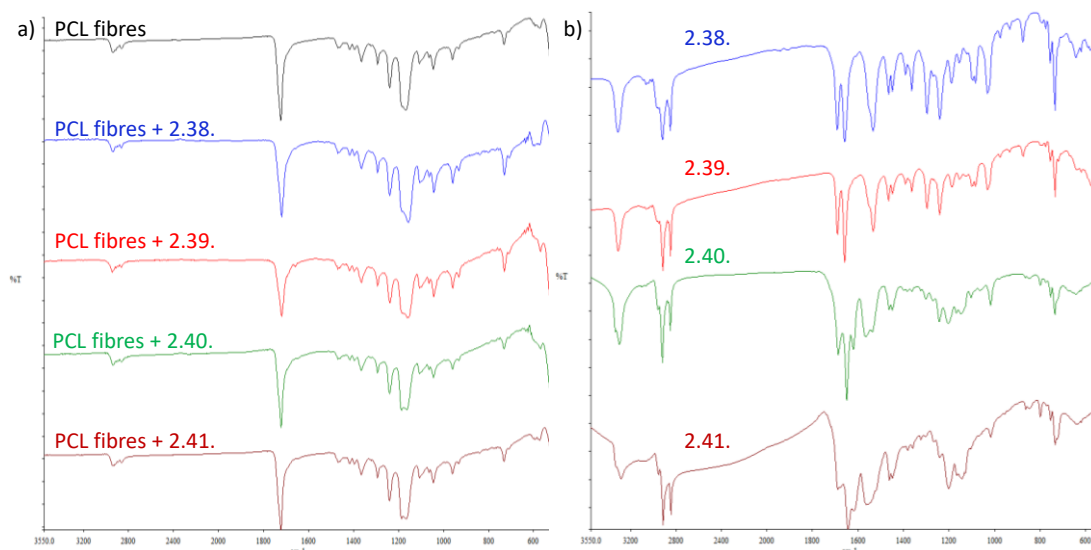 a)
PCL fibres
PCL fibres + 2.38.
PCL fibres + 2.39.
%T
PCL fibres + 2.40.
PCL fibres + 2.41.
3550.0 3200 2800 2400 2000 1800 1600 1400 1200 1000 800 600
b)
2.38.
2.39.
2.40.
%T
2.41.
3550.0 3200 2800 2400 2000 1800 1600 1400 1200 1000 800 600